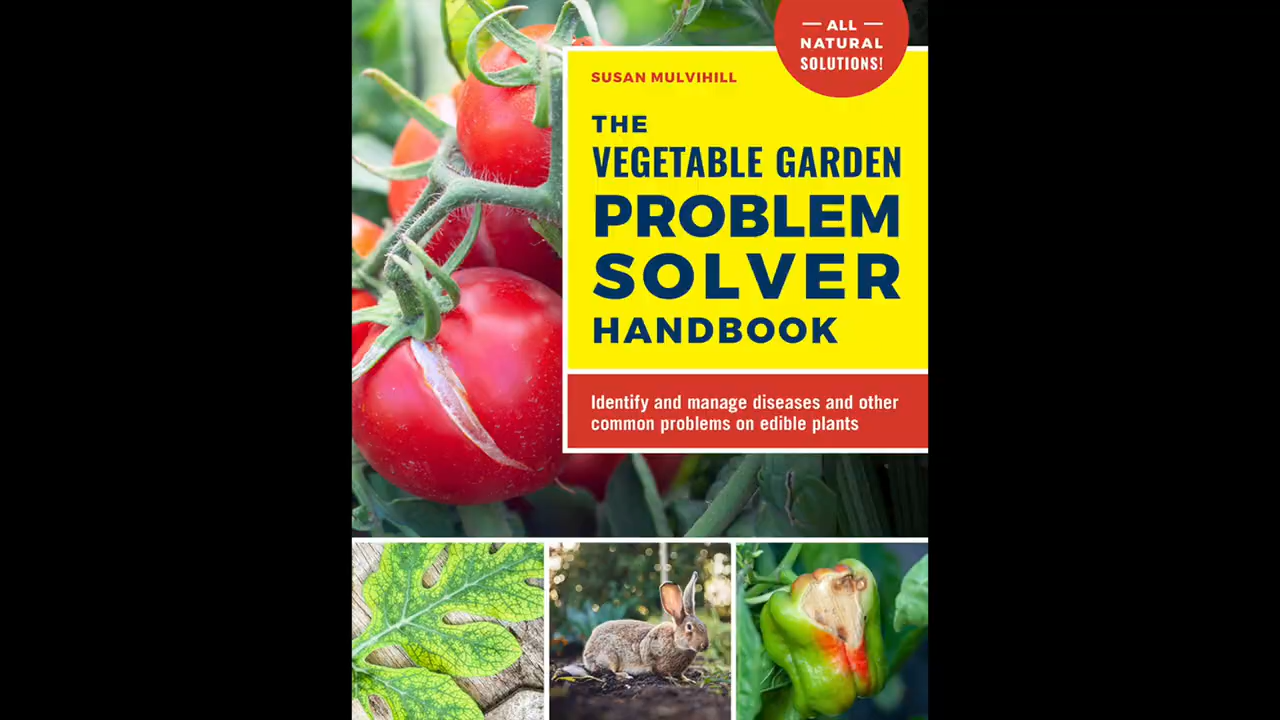 ALL
NATURAL
SOLUTIONS!
SUSAN MULVIHILL
THE
VEGETABLE GARDEN
PROBLEM
SOLVER
HANDBOOK
Identify and manage diseases and other
common problems on edible plants